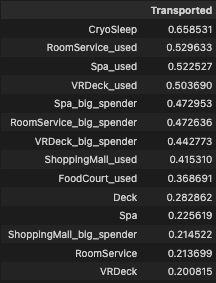 Transported
CryoSleep 0.658531
RoomService_used 0.529633
Spa_used 0.522527
VRDeck_used 0.503690
Spa_big_spender 0.472953
RoomService_big_spender 0.472636
VRDeck_big_spender 0.442773
ShoppingMall_used 0.415310
FoodCourt_used 0.368691
Deck 0.282862
Spa 0.225619
ShoppingMall_big_spender 0.214522
RoomService 0.213699
VRDeck 0.200815